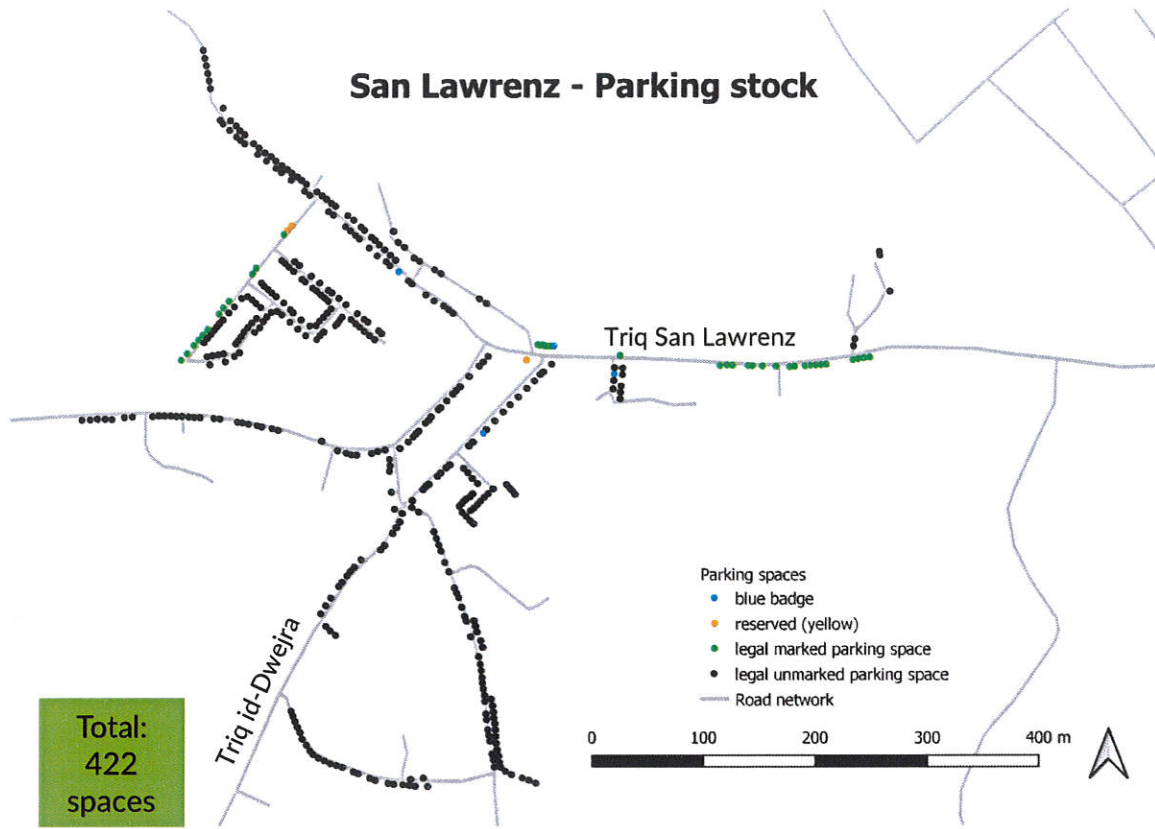 San Lawrenz - Parking stock
Triq San Lawrenz
Triq id-Dwejra
Parking spaces
blue badge
reserved (yellow)
legal marked parking space
legal unmarked parking space
Road network
0 100 200 300 400 m
Total:
422
spaces